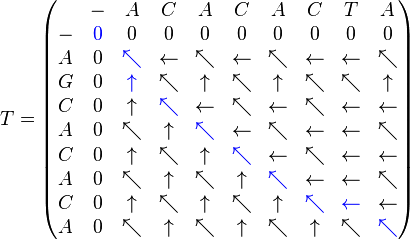 T =
- A C A C A C T A
- 0 0 0 0 0 0 0 0 0
A 0 ↖ ← ↖ ← ↖ ← ← ↖
G 0 ↑ ↖ ↑ ↖ ↑ ↖ ↖ ↑
C 0 ↑ ↖ ← ↖ ← ↖ ← ←
A 0 ↖ ↑ ↖ ← ↖ ← ← ↖
C 0 ↑ ↖ ↑ ↖ ← ↖ ← ←
A 0 ↖ ↑ ↖ ↑ ↖ ← ← ↖
C 0 ↑ ↖ ↑ ↖ ↑ ↖ ← ←
A 0 ↖ ↑ ↖ ↑ ↖ ↑ ↖ ↖